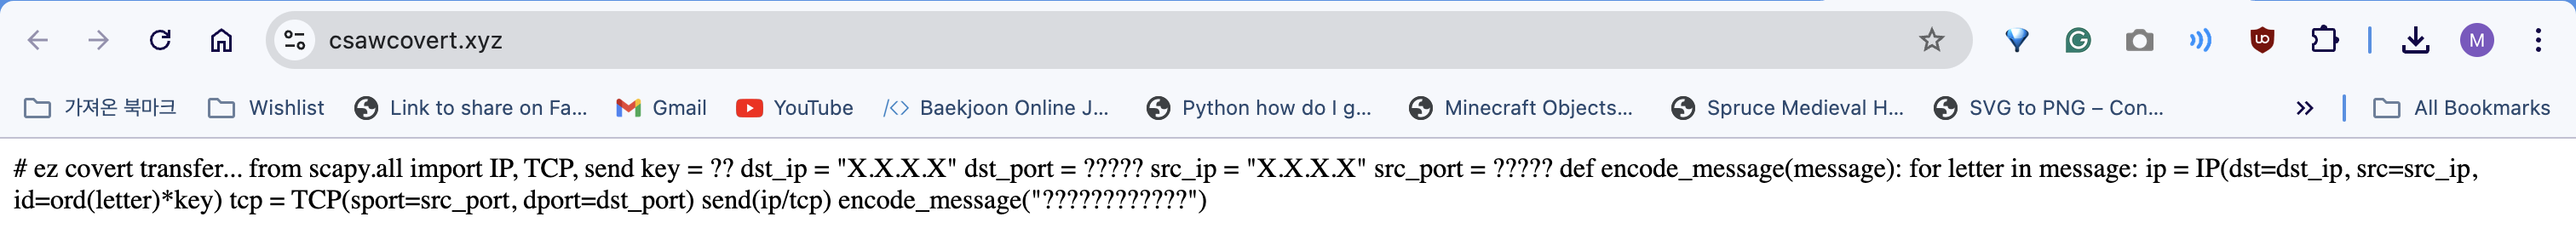 csawcovert.xyz
M
가져온 북마크
Wishlist
Link to share on Fa...
Gmail
YouTube
Baekjoon Online J...
Python how do I g...
Minecraft Objects...
Spruce Medieval H...
SVG to PNG – Con...
All Bookmarks
# ez covert transfer... from scapy.all import IP, TCP, send key = ?? dst_ip = "X.X.X.X" dst_port = ????? src_ip = "X.X.X.X" src_port = ????? def encode_message(message): for letter in message: ip = IP(dst=dst_ip, src=src_ip,
id=ord(letter)*key) tcp = TCP(sport=src_port, dport=dst_port) send(ip/tcp) encode_message("????????????")